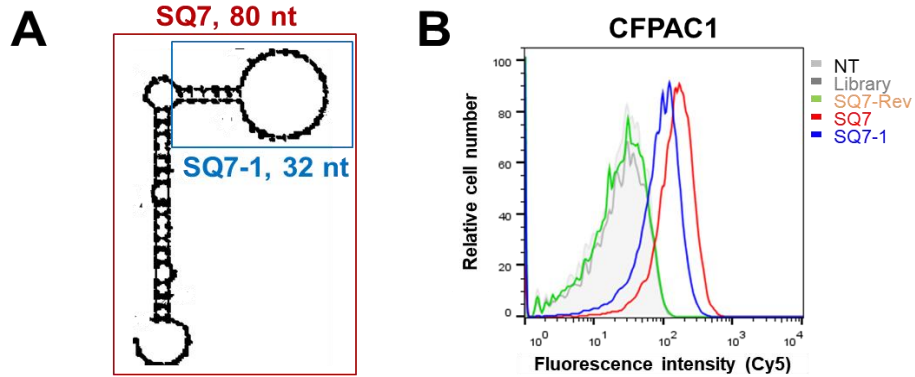 A
SQ7, 80 nt
SQ7-1, 32 nt
B
CFPAC1
Relative cell number
100
80
60
40
20
0
10^0 10^1 10^2 10^3 10^4
Fluorescence intensity (Cy5)
NT
Library
SQ7-Rev
SQ7
SQ7-1